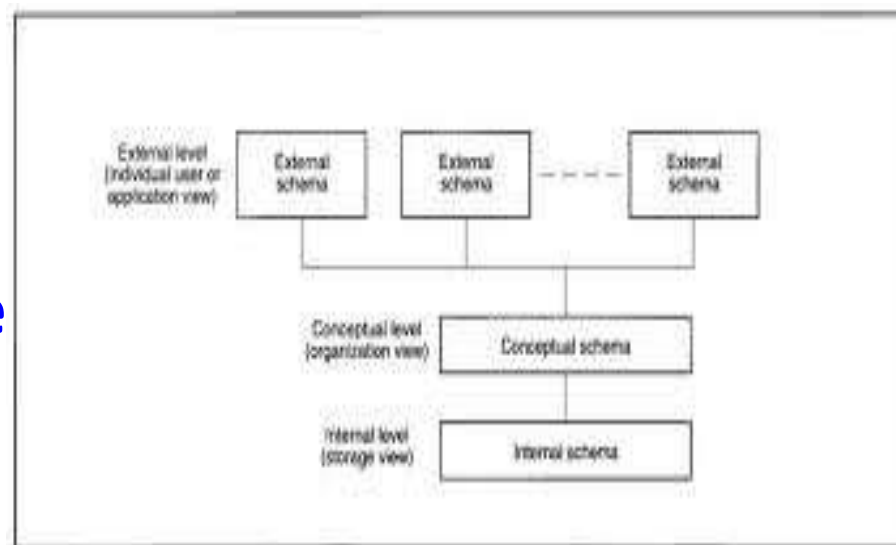 External level
(individual user or
application view)
External
schema
External
schema
External
schema
e
Conceptual level
(organization view)
Conceptual schema
Internal level
(storage view)
Internal schema